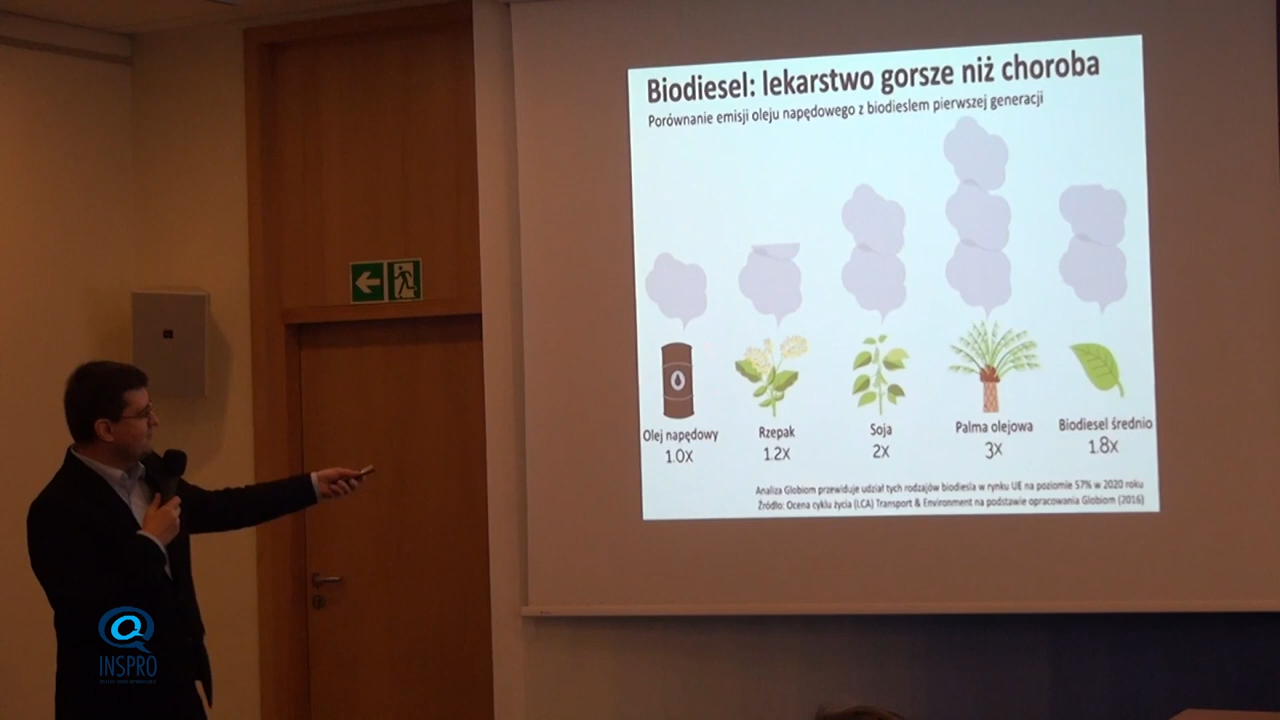 Biodiesel: lekarstwo gorsze niż choroba
Porównanie emisji oleju napędowego z biodieslem pierwszej generacji
Olej napędowy
1.0x
Rzepak
1.2x
Soja
2x
Palma olejowa
3x
Biodiesel średnio
1.8x
Analiza Globiom przewiduje udział tych rodzajów biodiesla w rynku UE na poziomie 57% w 2020 roku
Źródło: Ocena cyklu życia (LCA) Transport & Environment na podstawie opracowania Globiom (2016)
INSPRO